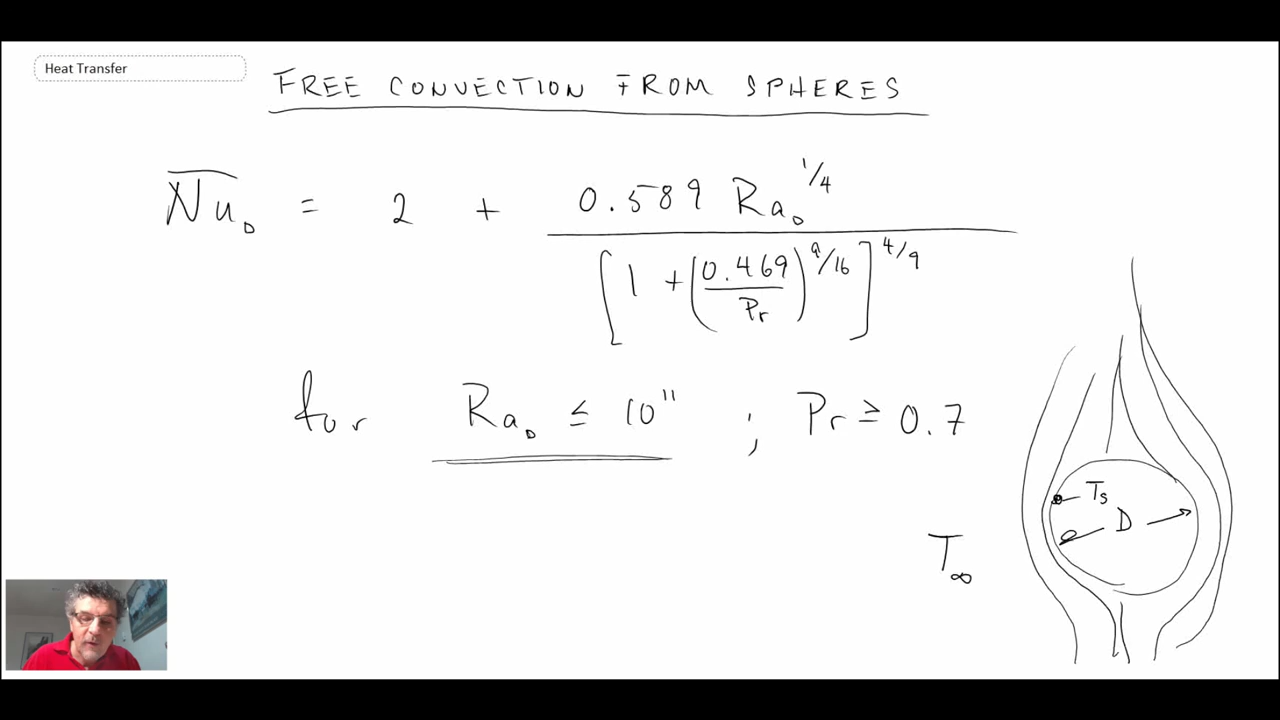 Heat Transfer
FREE CONVECTION FROM SPHERES
N̅u̅_D = 2 + 0.589 Ra_D^1/4 / [1 + (0.469/Pr)^9/16]^4/9
for Ra_D ≤ 10^11 ; Pr ≥ 0.7
T_s
D
T_∞